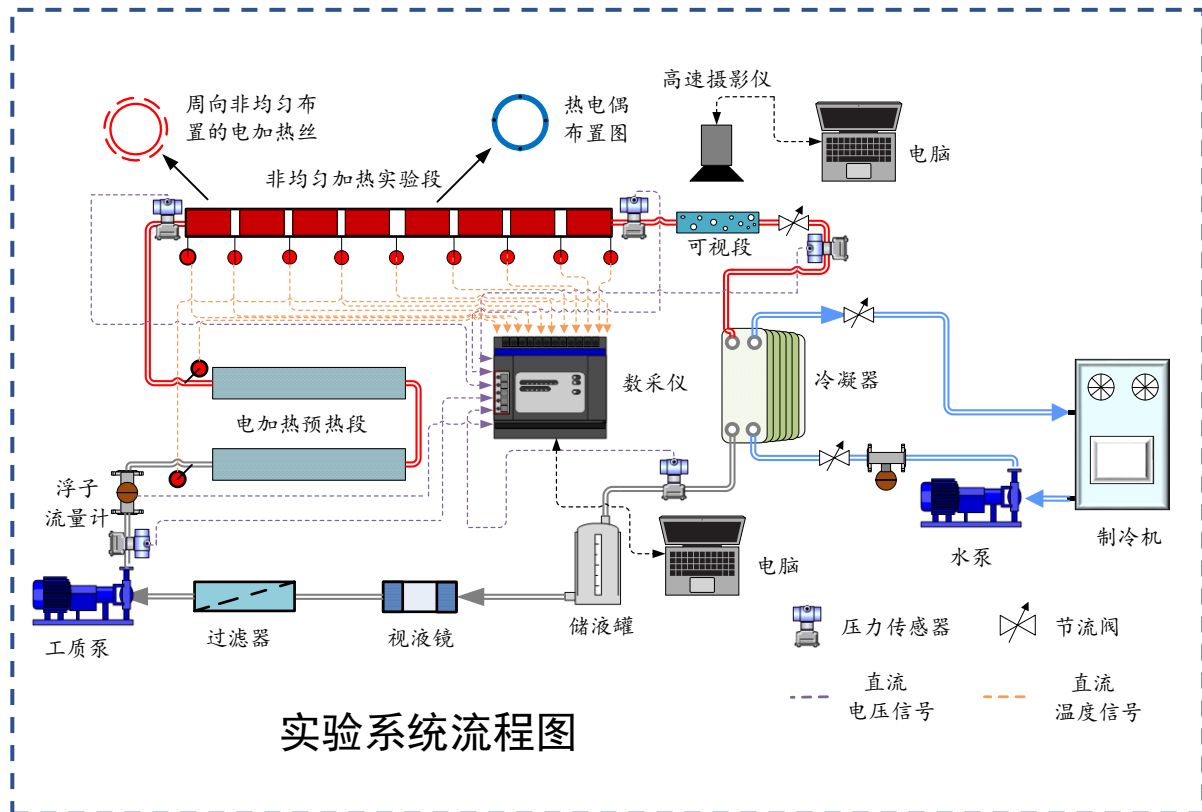 高速摄影仪
周向非均匀布
置的电加热丝
热电偶
布置图
电脑
非均匀加热实验段
可视段
数采仪
冷凝器
电加热预热段
浮子
流量计
制冷机
水泵
电脑
工质泵
过滤器
视液镜
储液罐
压力传感器
节流阀
直流
电压信号
直流
温度信号
实验系统流程图